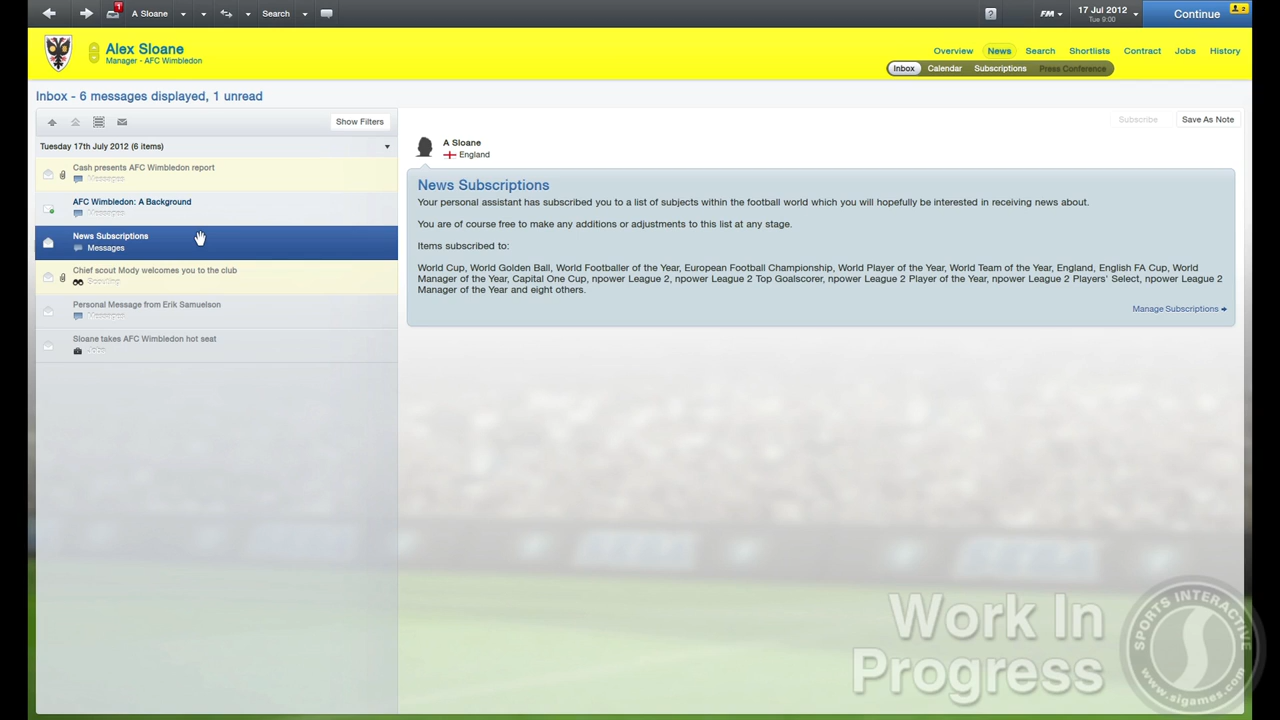 1
A Sloane
Search
?
FM
17 Jul 2012
Tue 9:00
Continue
2
Alex Sloane
Manager - AFC Wimbledon
Overview
News
Search
Shortlists
Contract
Jobs
History
Inbox
Calendar
Subscriptions
Press Conference
Inbox - 6 messages displayed, 1 unread
Show Filters
Subscribe
Save As Note
Tuesday 17th July 2012 (6 items)
Cash presents AFC Wimbledon report
Messages
AFC Wimbledon: A Background
Messages
News Subscriptions
Messages
Chief scout Mody welcomes you to the club
Scouting
Personal Message from Erik Samuelson
Messages
Sloane takes AFC Wimbledon hot seat
Jobs
A Sloane
England
News Subscriptions
Your personal assistant has subscribed you to a list of subjects within the football world which you will hopefully be interested in receiving news about.
You are of course free to make any additions or adjustments to this list at any stage.
Items subscribed to:
World Cup, World Golden Ball, World Footballer of the Year, European Football Championship, World Player of the Year, World Team of the Year, England, English FA Cup, World
Manager of the Year, Capital One Cup, npower League 2, npower League 2 Top Goalscorer, npower League 2 Player of the Year, npower League 2 Players' Select, npower League 2
Manager of the Year and eight others.
Manage Subscriptions
SEGA
SEGA
Work In
Progress
SPORTS INTERACTIVE
www.sigames.com